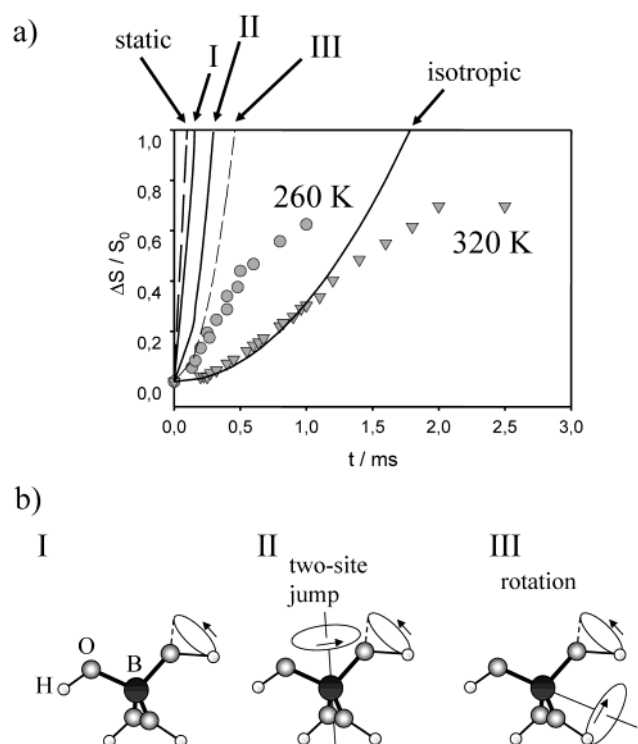 a)
static
I
II
III
isotropic
1,0
0,8
0,6
0,4
0,2
0,0
ΔS / S0
260 K
320 K
0,0 0,5 1,0 1,5 2,0 2,5 3,0
t / ms
b)
I
II
III
two-site
jump
rotation
O
B
H